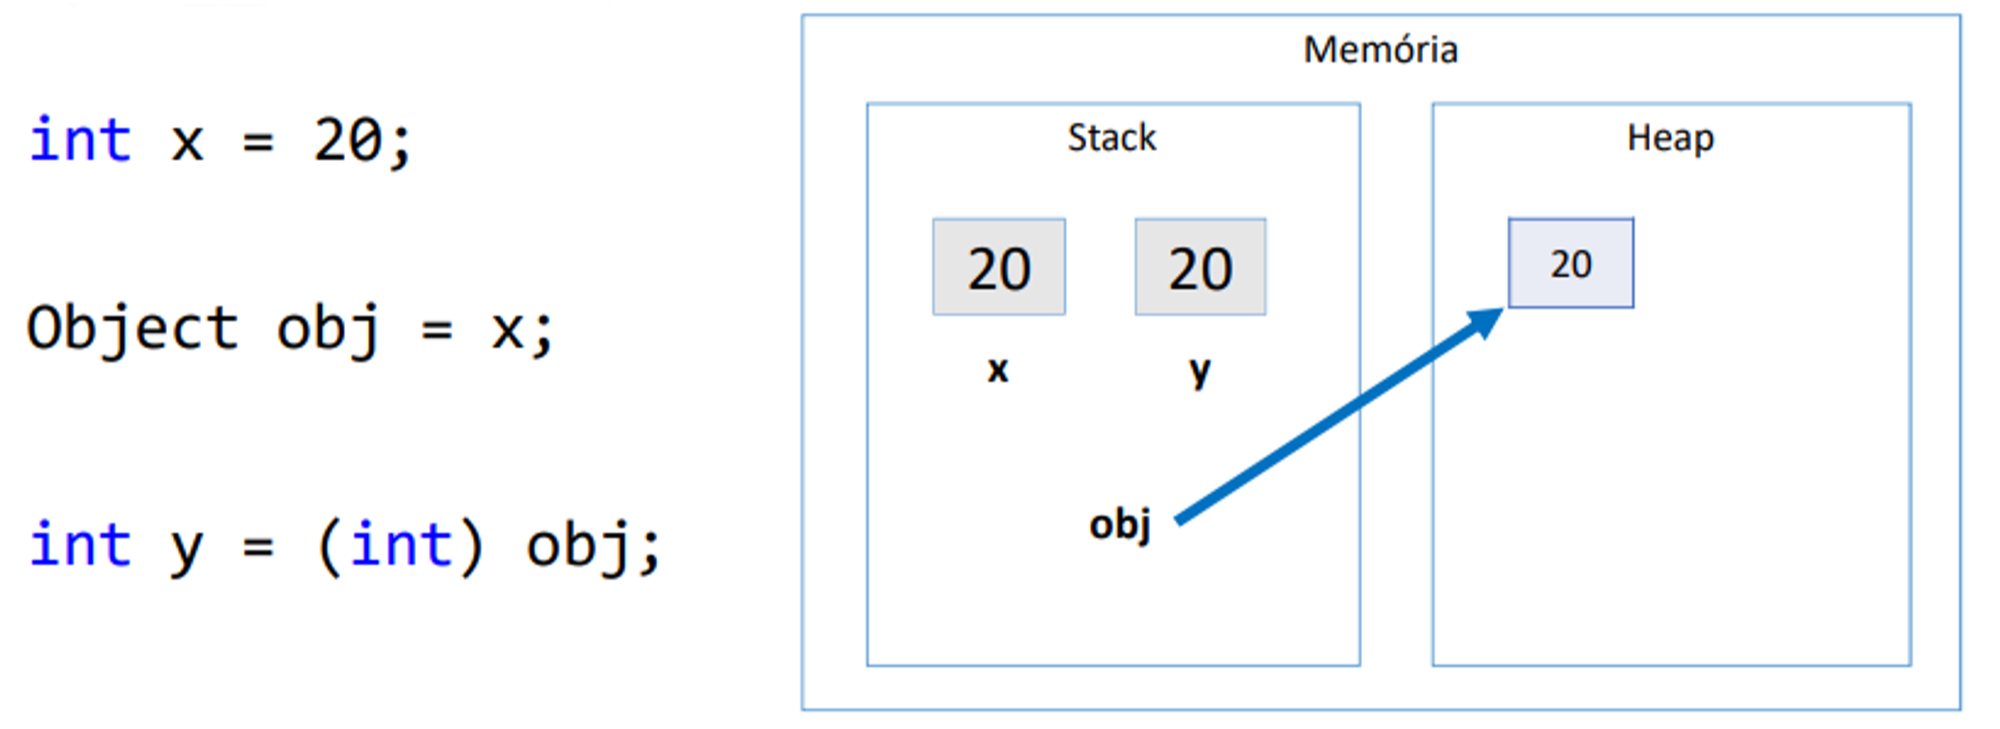 int x = 20;
Object obj = x;
int y = (int) obj;
Memória
Stack
Heap
20
20
20
x
y
obj